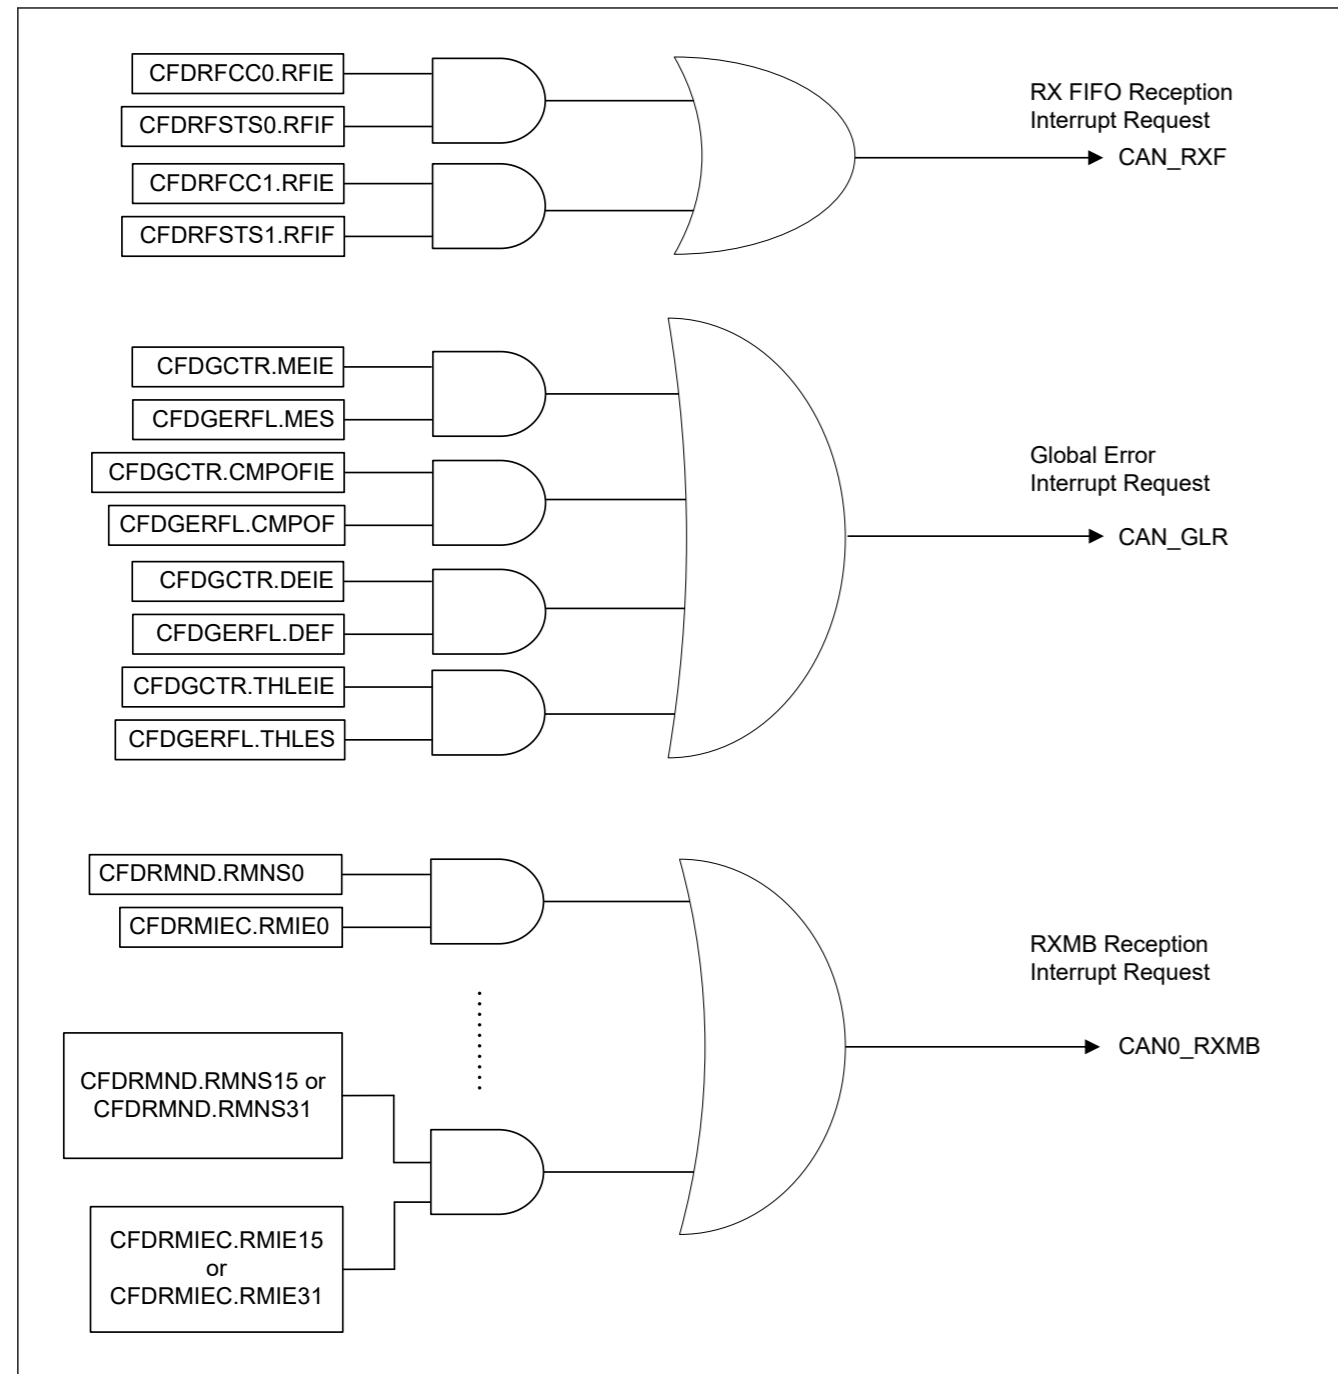 CFDRFCC0.RFIE
CFDRFSTS0.RFIF
CFDRFCC1.RFIE
CFDRFSTS1.RFIF
RX FIFO Reception
Interrupt Request
CAN_RXF
CFDGCTR.MEIE
CFDGERFL.MES
CFDGCTR.CMPOFIE
CFDGERFL.CMPOF
CFDGCTR.DEIE
CFDGERFL.DEF
CFDGCTR.THLEIE
CFDGERFL.THLES
Global Error
Interrupt Request
CAN_GLR
CFDRMND.RMNS0
CFDRMIEC.RMIE0
CFDRMND.RMNS15 or
CFDRMND.RMNS31
CFDRMIEC.RMIE15
or
CFDRMIEC.RMIE31
RXMB Reception
Interrupt Request
CAN0_RXMB